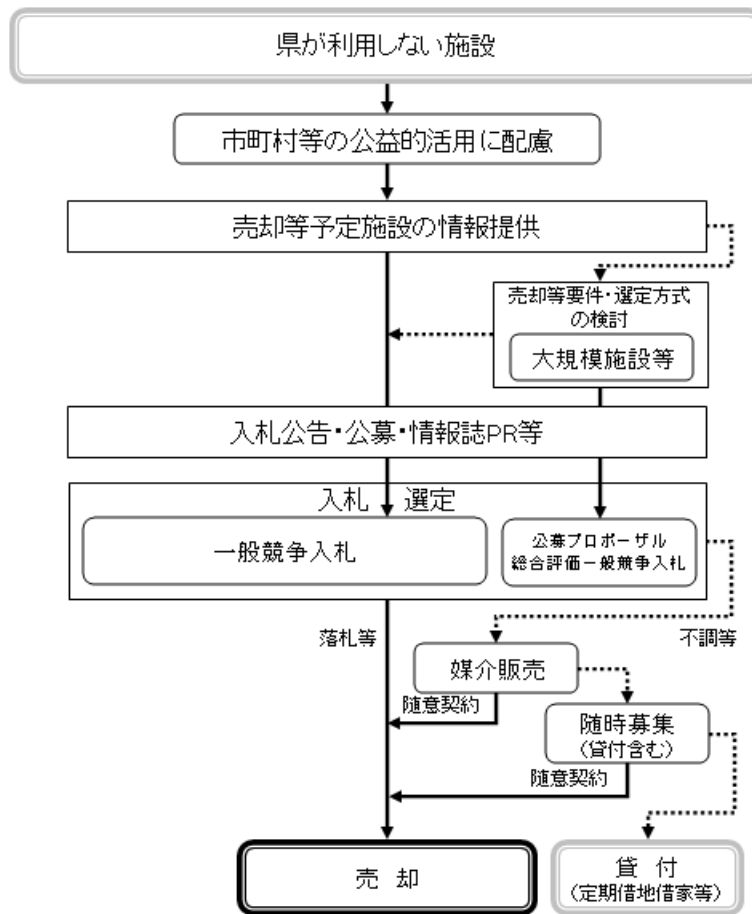 県が利用しない施設
市町村等の公益的活用に配慮
売却等予定施設の情報提供
売却等要件・選定方式
の検討
大規模施設等
入札公告・公募・情報誌PR等
入札 選定
一般競争入札
公募プロポーザル
総合評価一般競争入札
落札等
不調等
媒介販売
随意契約
随時募集
(貸付含む)
随意契約
売 却
貸 付
(定期借地借家等)